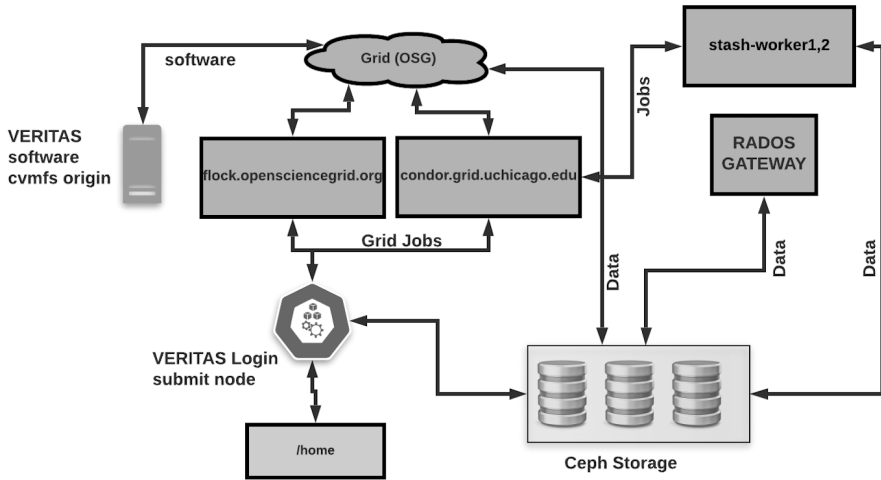 stash-worker1,2
software
Grid (OSG)
Jobs
VERITAS
software
cvmfs origin
RADOS
GATEWAY
flock.opensciencegrid.org
condor.grid.uchicago.edu
Grid Jobs
Data
Data
Data
VERITAS Login
submit node
/home
Ceph Storage